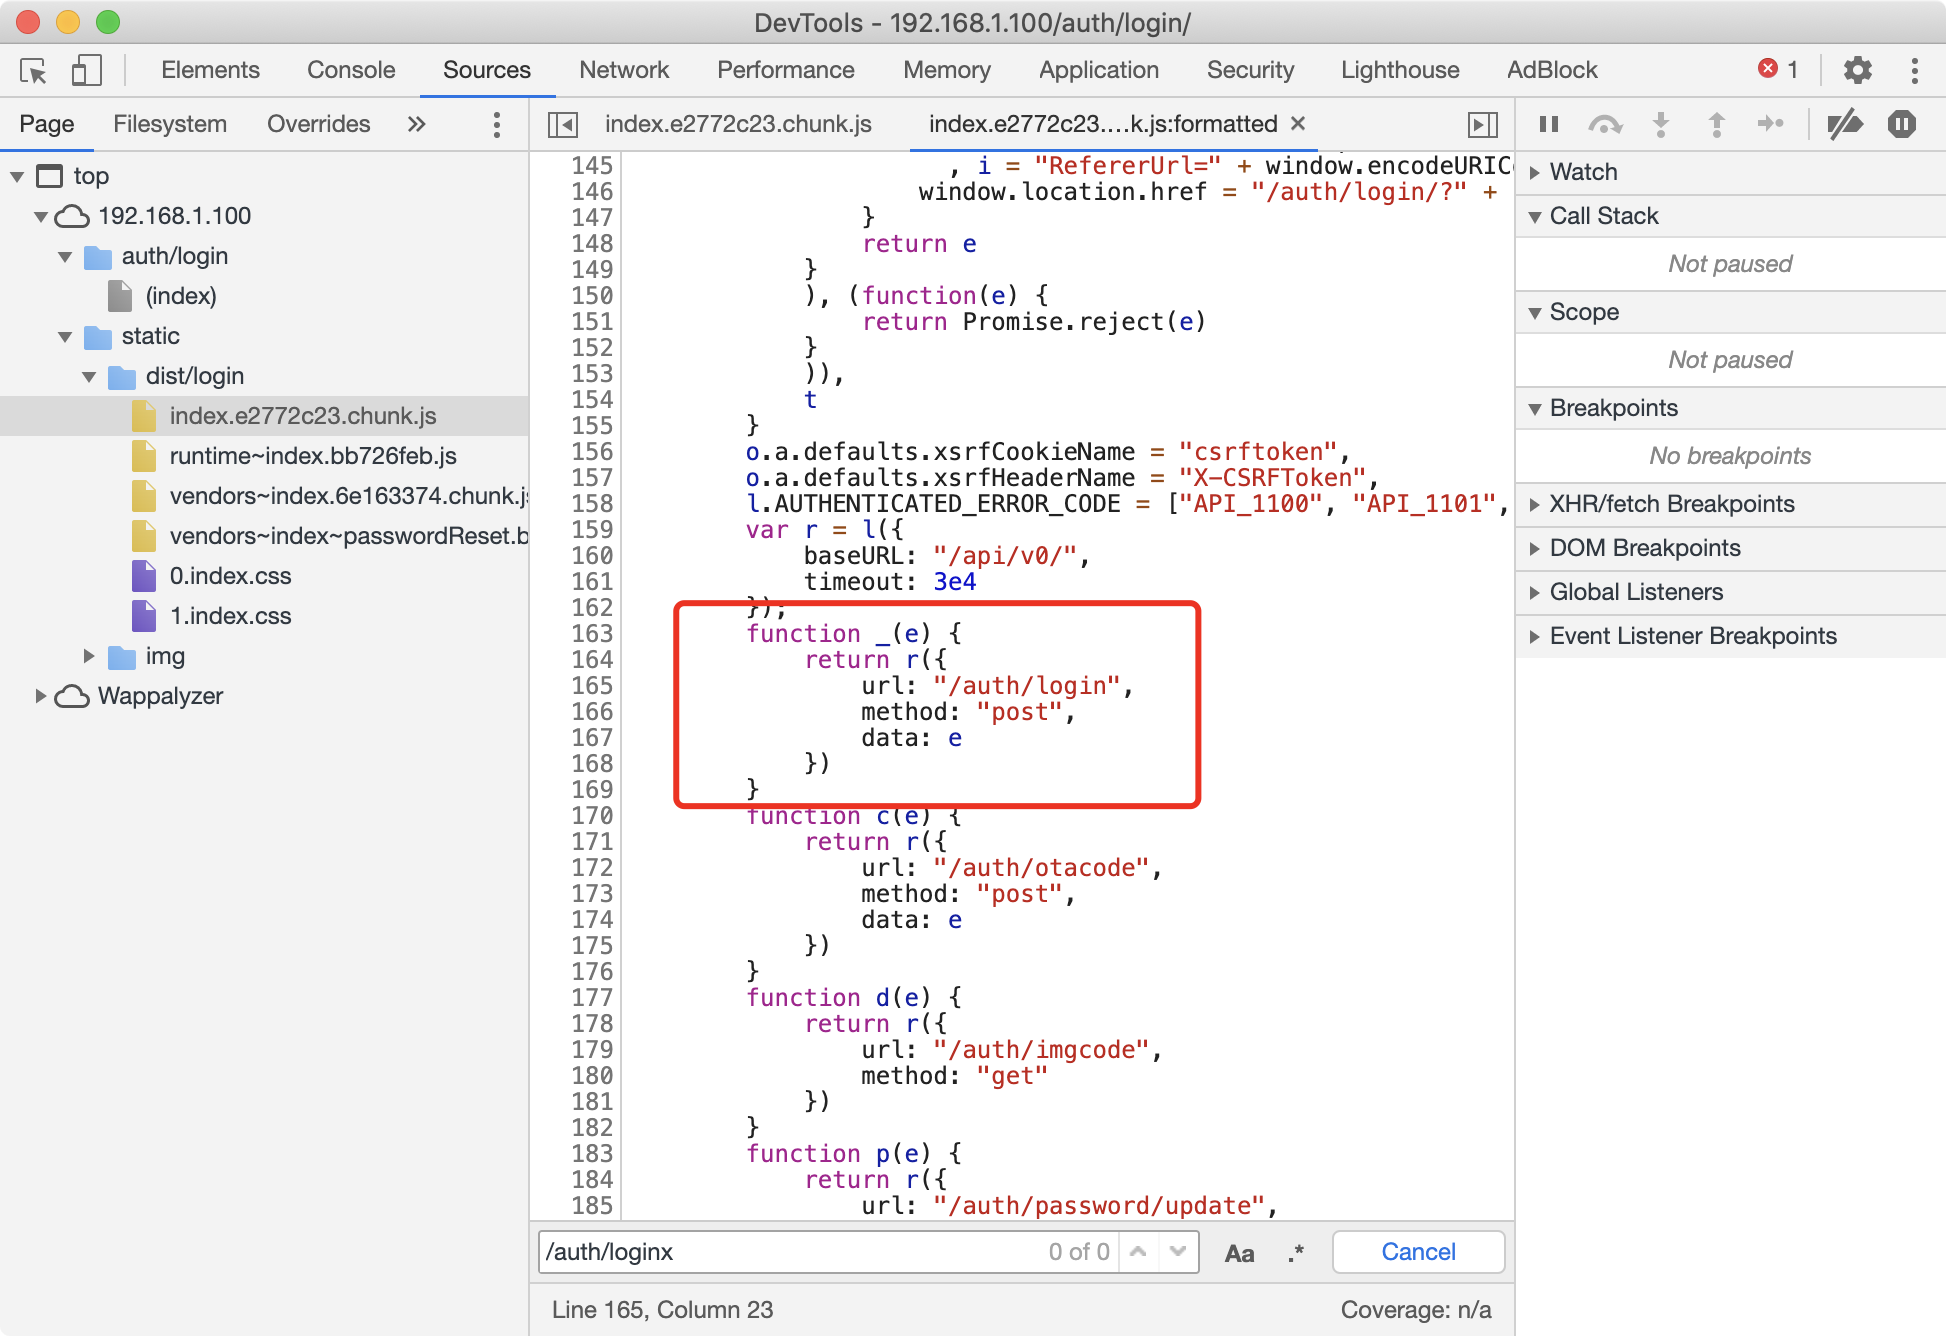 DevTools - 192.168.1.100/auth/login/
Elements Console Sources Network Performance Memory Application Security Lighthouse AdBlock 1
Page Filesystem Overrides »
index.e2772c23.chunk.js index.e2772c23....k.js:formatted ×
top
192.168.1.100
auth/login
(index)
static
dist/login
index.e2772c23.chunk.js
runtime~index.bb726feb.js
vendors~index.6e163374.chunk.js
vendors~index~passwordReset.b
0.index.css
1.index.css
img
Wappalyzer
145 , i = "RefererUrl=" + window.encodeURIC
146 window.location.href = "/auth/login/?" +
147 }
148 return e
149 }
150 ), (function(e) {
151 return Promise.reject(e)
152 }
153 )),
154 t
155 }
156 o.a.defaults.xsrfCookieName = "csrftoken",
157 o.a.defaults.xsrfHeaderName = "X-CSRFToken",
158 l.AUTHENTICATED_ERROR_CODE = ["API_1100", "API_1101",
159 var r = l({
160 baseURL: "/api/v0/",
161 timeout: 3e4
162 });
163 function _(e) {
164 return r({
165 url: "/auth/login",
166 method: "post",
167 data: e
168 })
169 }
170 function c(e) {
171 return r({
172 url: "/auth/otacode",
173 method: "post",
174 data: e
175 })
176 }
177 function d(e) {
178 return r({
179 url: "/auth/imgcode",
180 method: "get"
181 })
182 }
183 function p(e) {
184 return r({
185 url: "/auth/password/update",
/auth/loginx 0 of 0 Aa .* Cancel
Line 165, Column 23 Coverage: n/a
Watch
Call Stack
Not paused
Scope
Not paused
Breakpoints
No breakpoints
XHR/fetch Breakpoints
DOM Breakpoints
Global Listeners
Event Listener Breakpoints